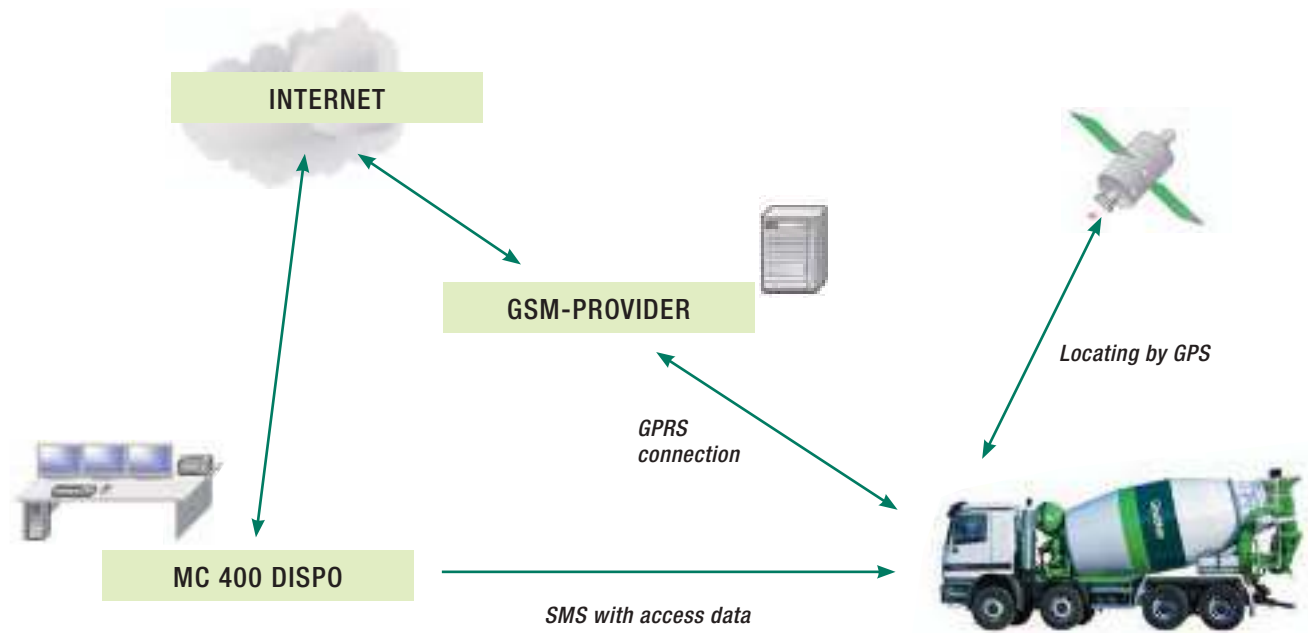 INTERNET
GSM-PROVIDER
Locating by GPS
GPRS
connection
MC 400 DISPO
SMS with access data